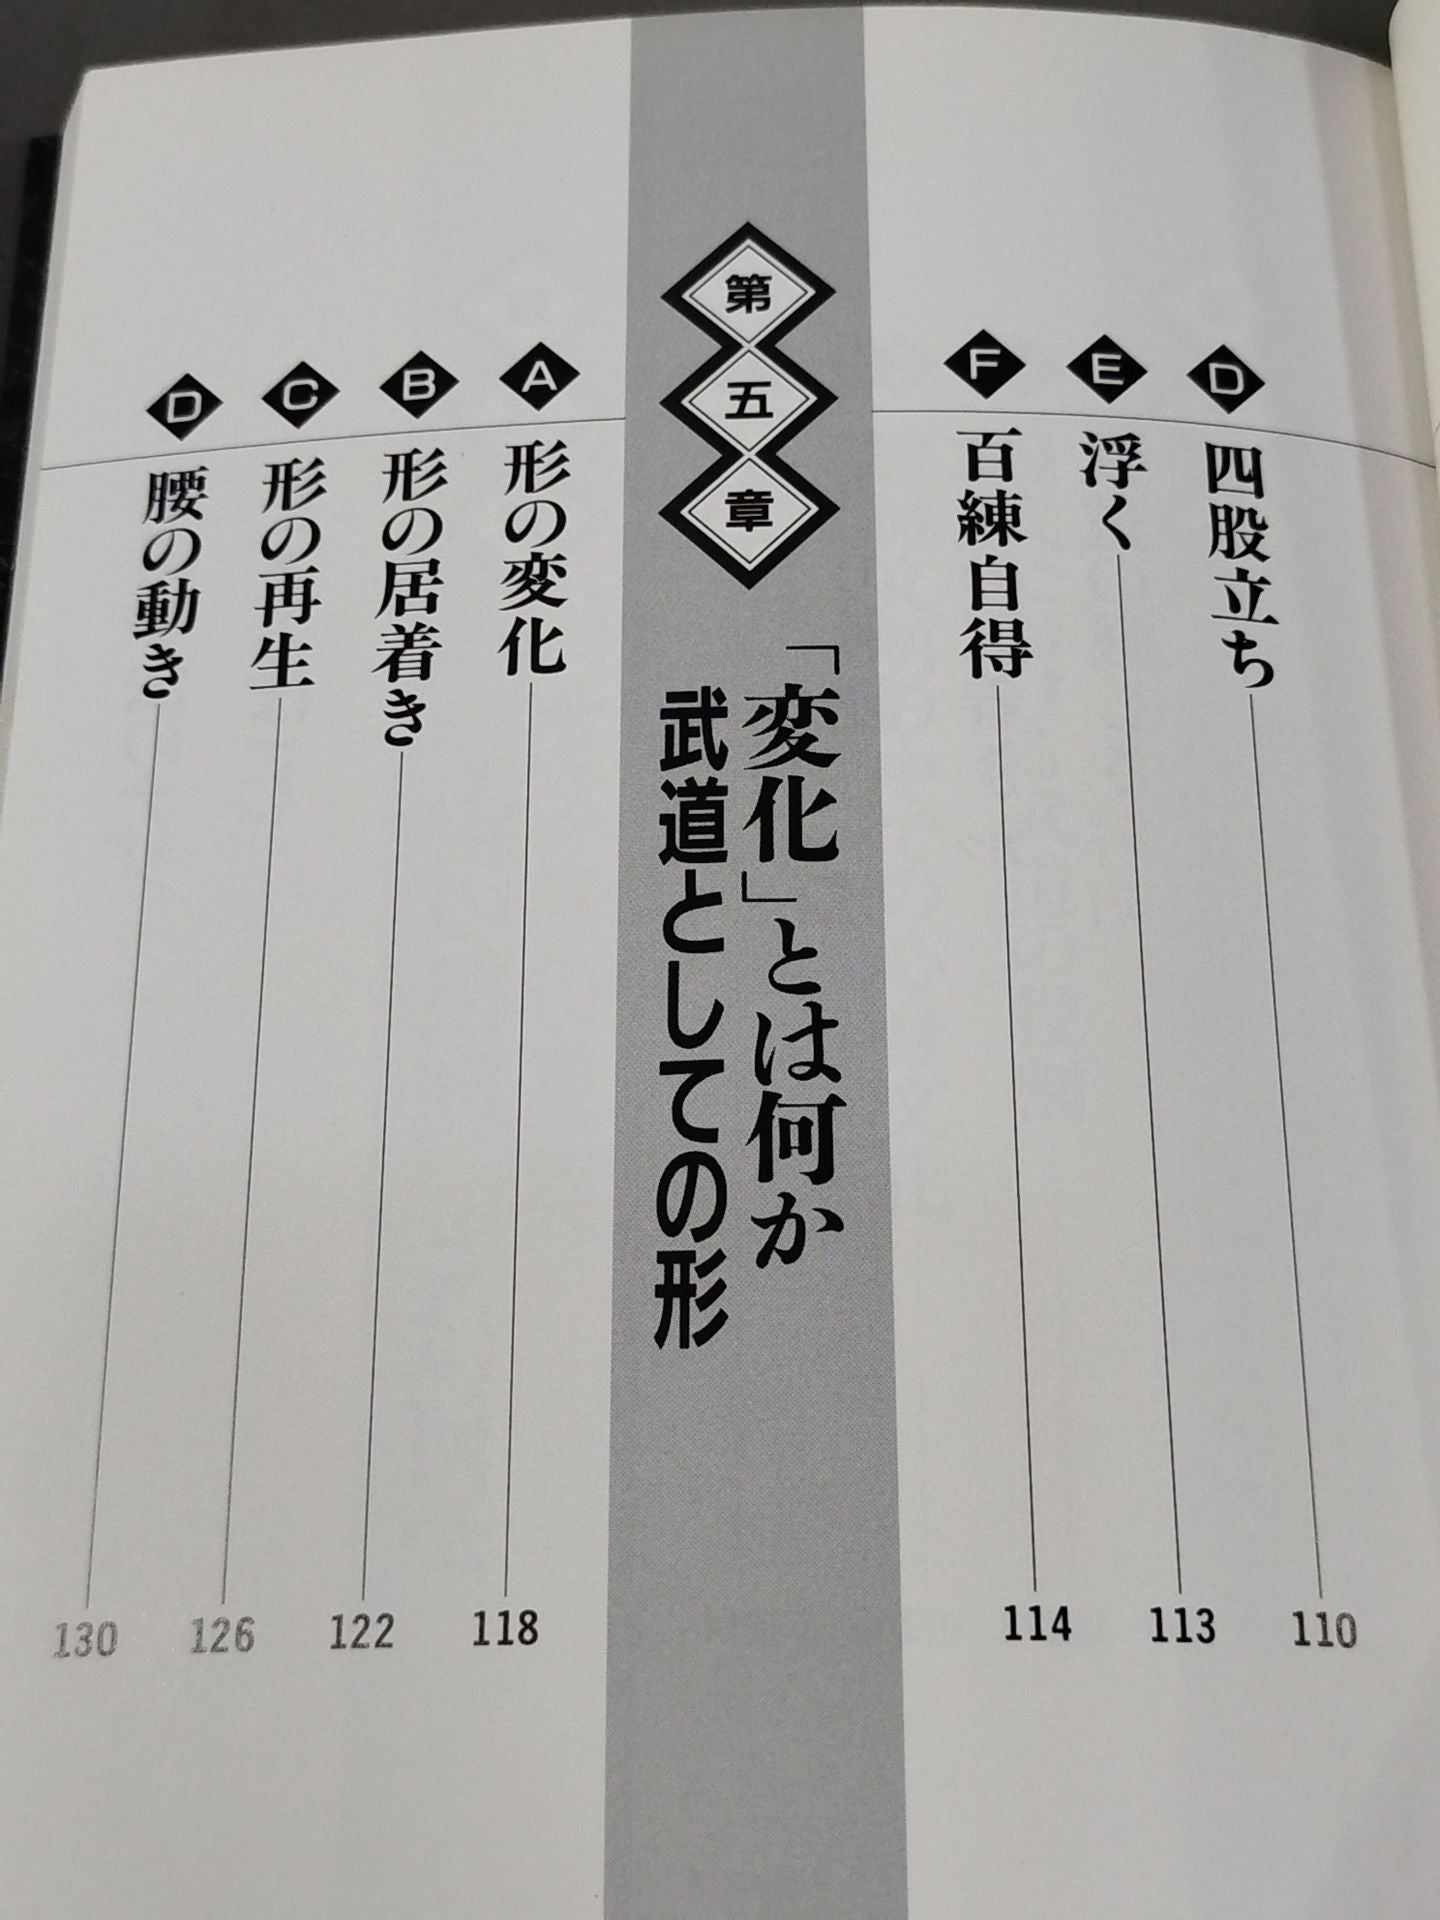 D 四股立ち 110
E 浮く 113
F 百練自得 114
第五章
「変化」とは何か
武道としての形
A 形の変化 118
B 形の居着き 122
C 形の再生 126
D 腰の動き 130